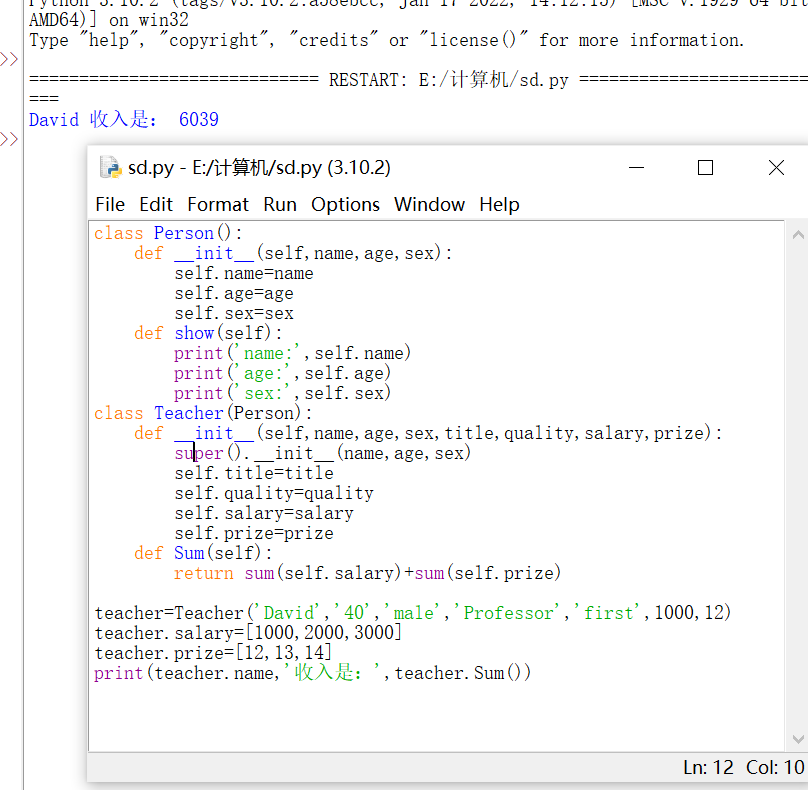 Python 3.10.2 (tags/v3.10.2:a58ebcc, Jan 17 2022, 14:12:15) [MSC v.1929 64 bit
AMD64)] on win32
Type "help", "copyright", "credits" or "license()" for more information.
>>
============================= RESTART: E:/计算机/sd.py =======================
===
David 收入是： 6039
>>
sd.py - E:/计算机/sd.py (3.10.2)
File Edit Format Run Options Window Help
class Person():
    def __init__(self,name,age,sex):
        self.name=name
        self.age=age
        self.sex=sex
    def show(self):
        print('name:',self.name)
        print('age:',self.age)
        print('sex:',self.sex)
class Teacher(Person):
    def __init__(self,name,age,sex,title,quality,salary,prize):
        super().__init__(name,age,sex)
        self.title=title
        self.quality=quality
        self.salary=salary
        self.prize=prize
    def Sum(self):
        return sum(self.salary)+sum(self.prize)

teacher=Teacher('David','40','male','Professor','first',1000,12)
teacher.salary=[1000,2000,3000]
teacher.prize=[12,13,14]
print(teacher.name,'收入是：',teacher.Sum())
Ln: 12 Col: 10